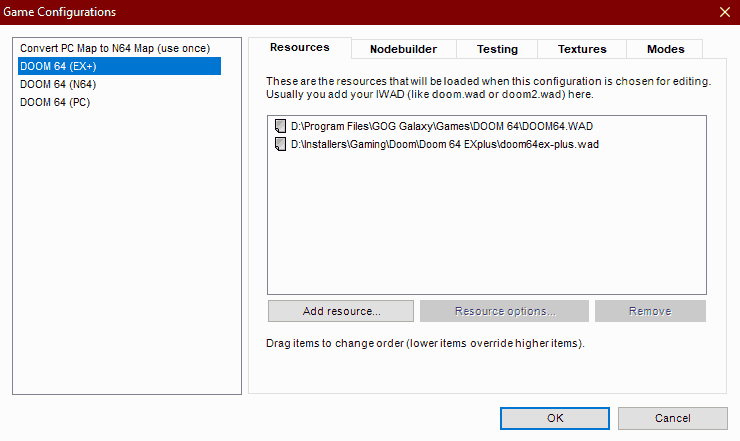 Game Configurations
Convert PC Map to N64 Map (use once)
DOOM 64 (EX+)
DOOM 64 (N64)
DOOM 64 (PC)
Resources
Nodebuilder
Testing
Textures
Modes
These are the resources that will be loaded when this configuration is chosen for editing.
Usually you add your IWAD (like doom.wad or doom2.wad) here.
D:\Program Files\GOG Galaxy\Games\DOOM 64\DOOM64.WAD
D:\Installers\Gaming\Doom\Doom 64 EXplus\doom64ex-plus.wad
Add resource...
Resource options...
Remove
Drag items to change order (lower items override higher items).
OK
Cancel